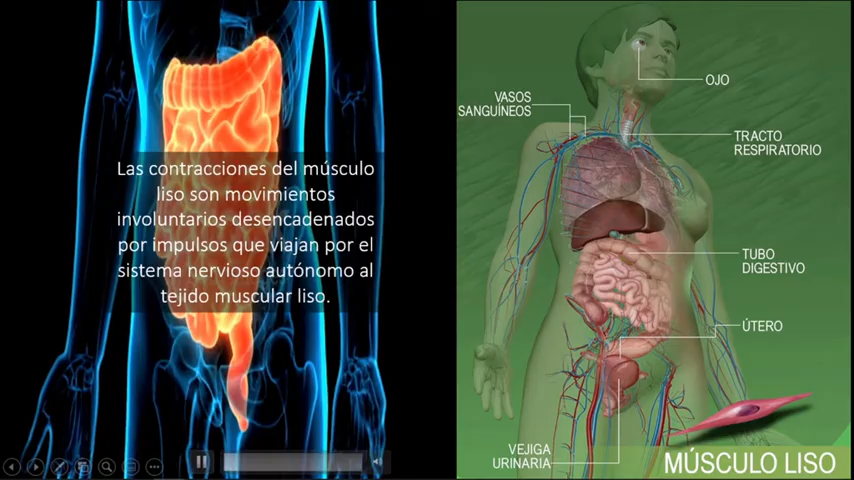 Las contracciones del músculo
liso son movimientos
involuntarios desencadenados
por impulsos que viajan por el
sistema nervioso autónomo al
tejido muscular liso.
OJO
VASOS
SANGUÍNEOS
TRACTO
RESPIRATORIO
TUBO
DIGESTIVO
ÚTERO
VEJIGA
URINARIA
MÚSCULO LISO